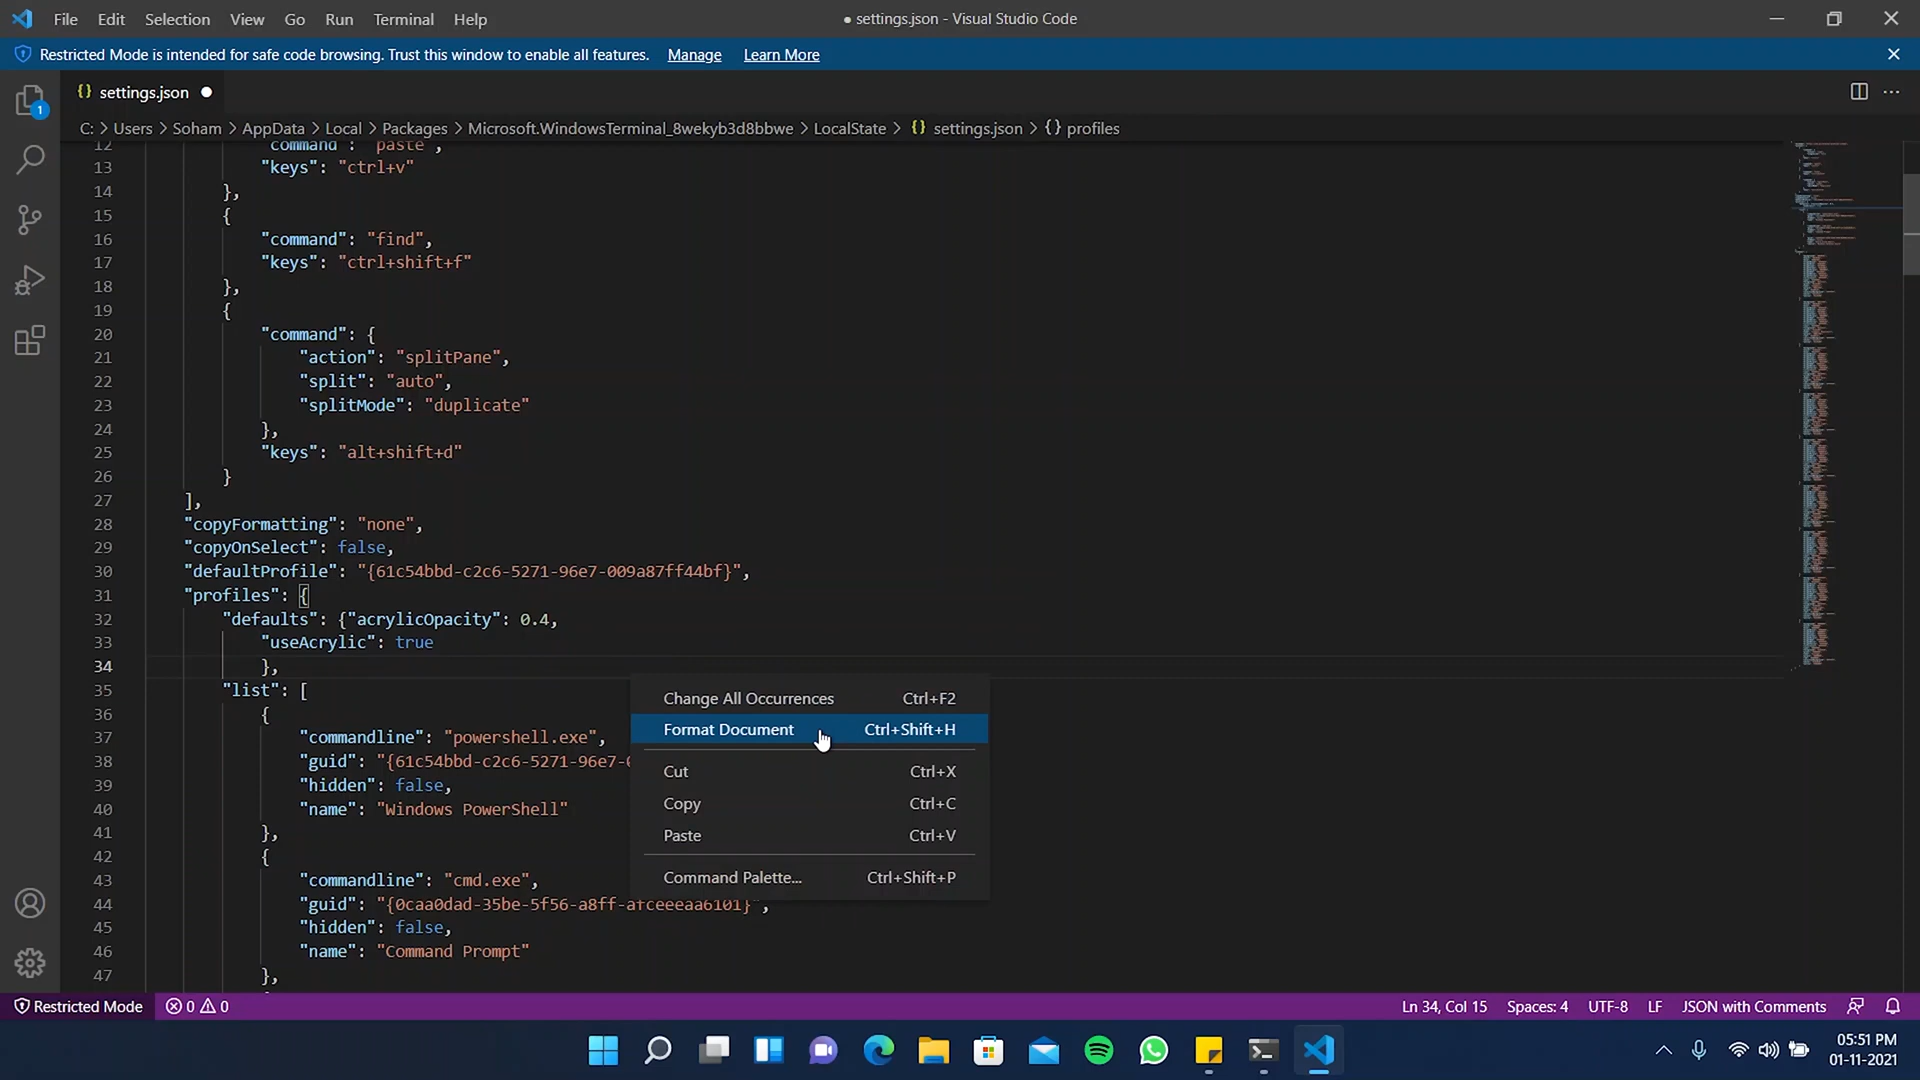 File Edit Selection View Go Run Terminal Help
● settings.json - Visual Studio Code
Restricted Mode is intended for safe code browsing. Trust this window to enable all features. Manage Learn More
{} settings.json ●
1
C: > Users > Soham > AppData > Local > Packages > Microsoft.WindowsTerminal_8wekyb3d8bbwe > LocalState > {} settings.json > {} profiles
12 "command": "paste",
13 "keys": "ctrl+v"
14 },
15 {
16 "command": "find",
17 "keys": "ctrl+shift+f"
18 },
19 {
20 "command": {
21 "action": "splitPane",
22 "split": "auto",
23 "splitMode": "duplicate"
24 },
25 "keys": "alt+shift+d"
26 }
27 ],
28 "copyFormatting": "none",
29 "copyOnSelect": false,
30 "defaultProfile": "{61c54bbd-c2c6-5271-96e7-009a87ff44bf}",
31 "profiles": {
32 "defaults": {"acrylicOpacity": 0.4,
33 "useAcrylic": true
34 },
35 "list": [
36 {
37 "commandline": "powershell.exe",
38 "guid": "{61c54bbd-c2c6-5271-96e7-
39 "hidden": false,
40 "name": "Windows PowerShell"
41 },
42 {
43 "commandline": "cmd.exe",
44 "guid": "{0caa0dad-35be-5f56-a8ff-afceeeaa6101}",
45 "hidden": false,
46 "name": "Command Prompt"
47 },
Change All Occurrences Ctrl+F2
Format Document Ctrl+Shift+H
Cut Ctrl+X
Copy Ctrl+C
Paste Ctrl+V
Command Palette... Ctrl+Shift+P
Restricted Mode 0 0
Ln 34, Col 15 Spaces: 4 UTF-8 LF JSON with Comments
05:51 PM
01-11-2021